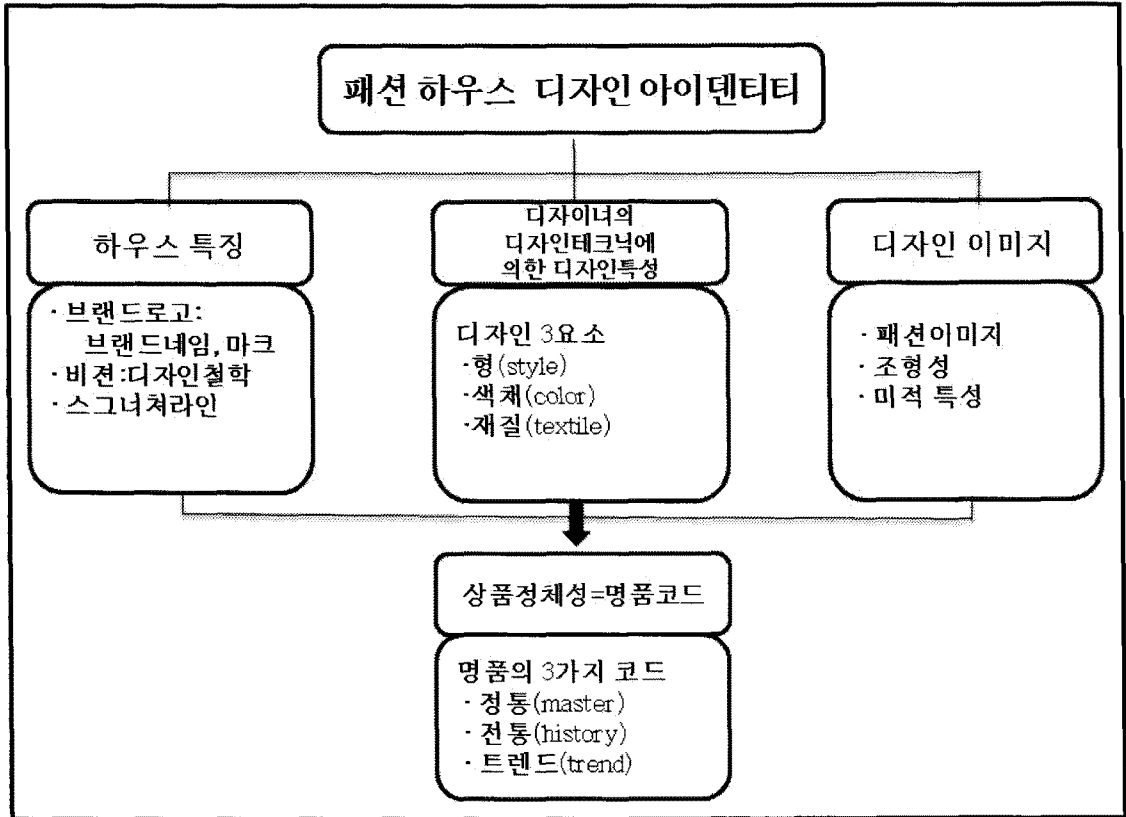 패션 하우스 디자인 아이덴티티
하우스 특징
· 브랜드로고:
브랜드네임, 마크
· 비젼:디자인철학
· 스그너쳐라인
디자이너의
디자인테크닉에
의한 디자인특성
디자인 3요소
·형(style)
·색채(color)
·재질(textile)
디자인 이미지
· 패션이미지
· 조형성
· 미적 특성
상품정체성=명품코드
명품의 3가지 코드
· 정통(master)
· 전통(history)
· 트렌드(trend)